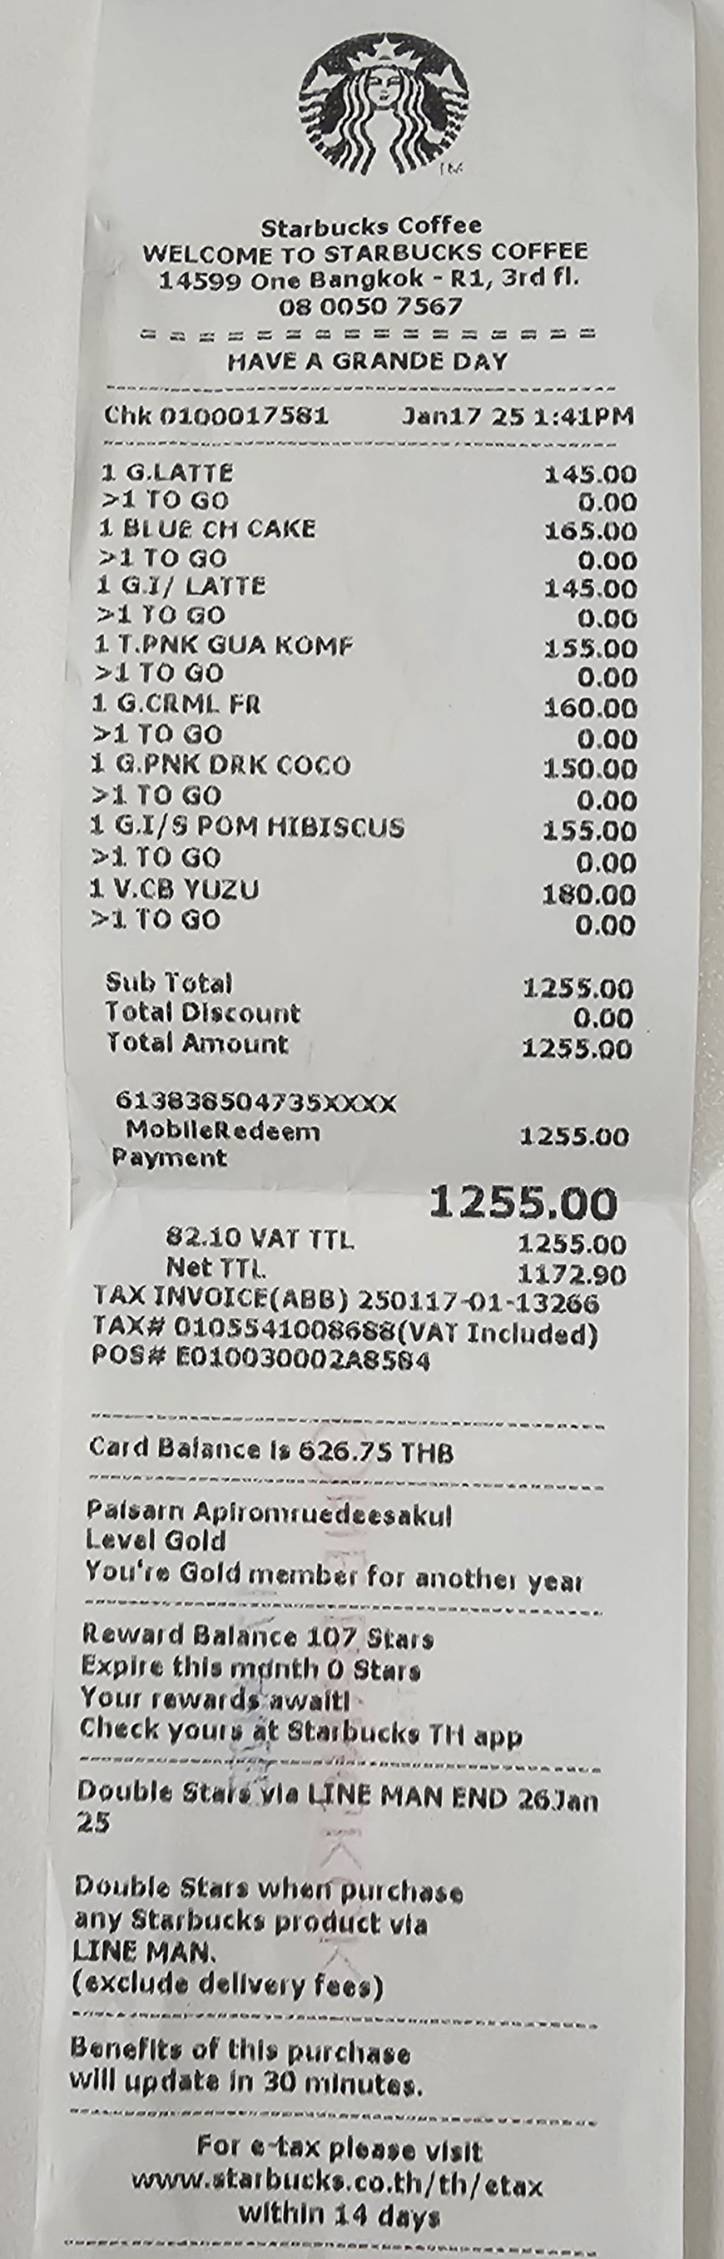 TM
Starbucks Coffee
WELCOME TO STARBUCKS COFFEE
14599 One Bangkok - R1, 3rd fl.
08 0050 7567
= = = = = = = = = = = = = = = =
HAVE A GRANDE DAY
Chk 0100017581 Jan17 25 1:41PM
1 G.LATTE 145.00
>1 TO GO 0.00
1 BLUE CH CAKE 165.00
>1 TO GO 0.00
1 G.I/ LATTE 145.00
>1 TO GO 0.00
1 T.PNK GUA KOMF 155.00
>1 TO GO 0.00
1 G.CRML FR 160.00
>1 TO GO 0.00
1 G.PNK DRK COCO 150.00
>1 TO GO 0.00
1 G.I/S POM HIBISCUS 155.00
>1 TO GO 0.00
1 V.CB YUZU 180.00
>1 TO GO 0.00
Sub Total 1255.00
Total Discount 0.00
Total Amount 1255.00
613838504735XXXX
MobileRedeem 1255.00
Payment
1255.00
82.10 VAT TTL 1255.00
Net TTL 1172.90
TAX INVOICE(ABB) 250117-01-13266
TAX# 0105541008688(VAT Included)
POS# E010030002A8584
Card Balance is 626.75 THB
Paisarn Apiromruedeesakul
Level Gold
You're Gold member for another year
Reward Balance 107 Stars
Expire this month 0 Stars
Your rewards await!
Check yours at Starbucks TH app
Double Stars via LINE MAN END 26Jan
25
Double Stars when purchase
any Starbucks product via
LINE MAN.
(exclude delivery fees)
Benefits of this purchase
will update in 30 minutes.
For e-tax please visit
www.starbucks.co.th/th/etax
within 14 days